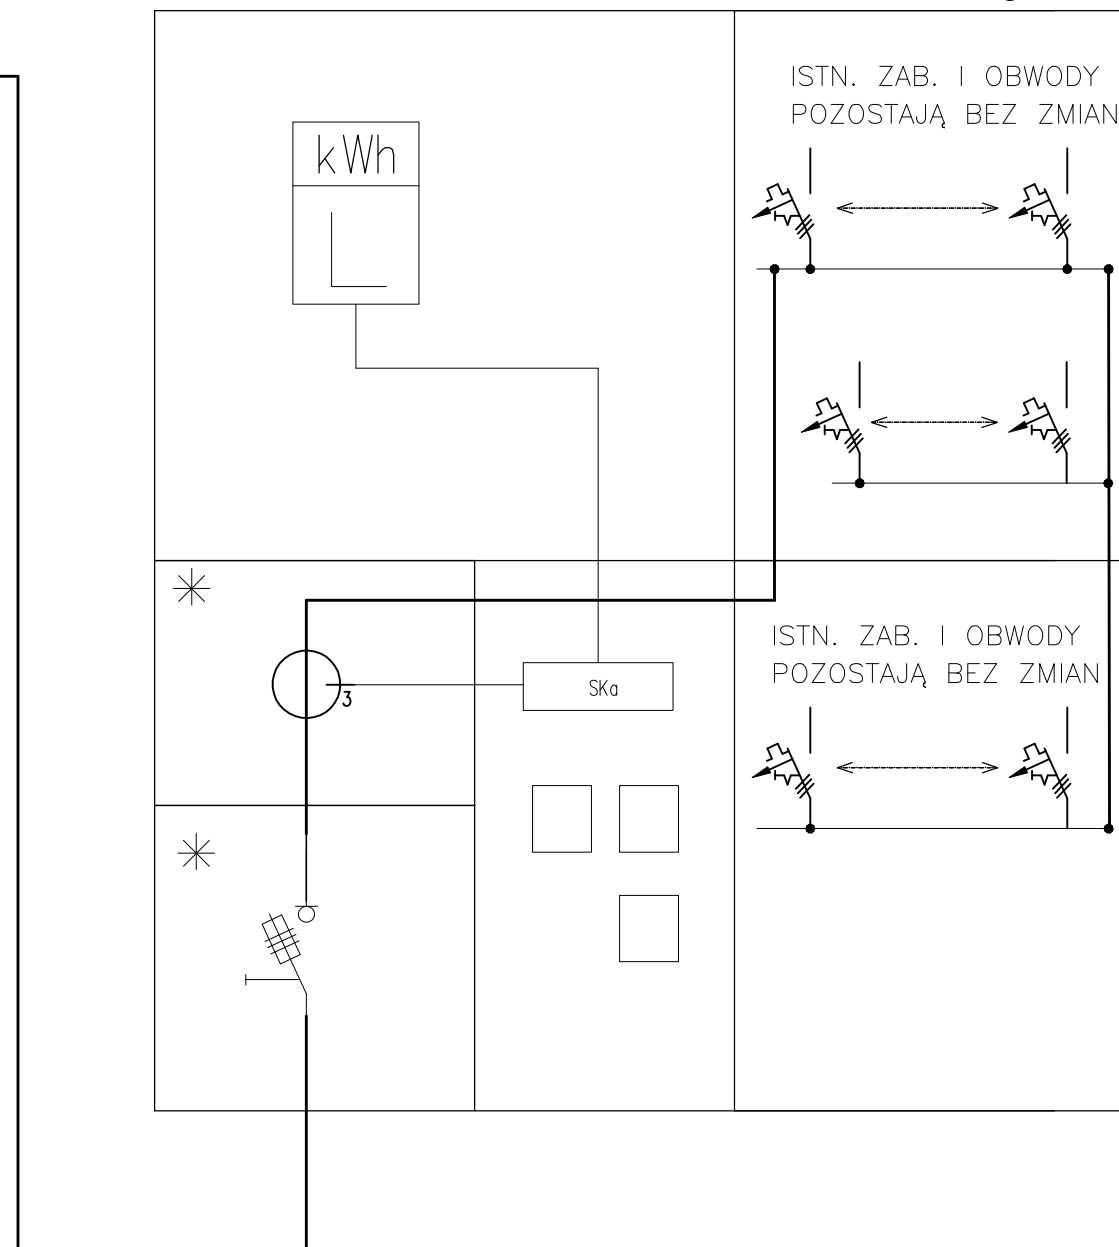 ISTN. ZAB. I OBWODY
POZOSTAJĄ BEZ ZMIAN
kWh
L
ISTN. ZAB. I OBWODY
POZOSTAJĄ BEZ ZMIAN
SKa
3